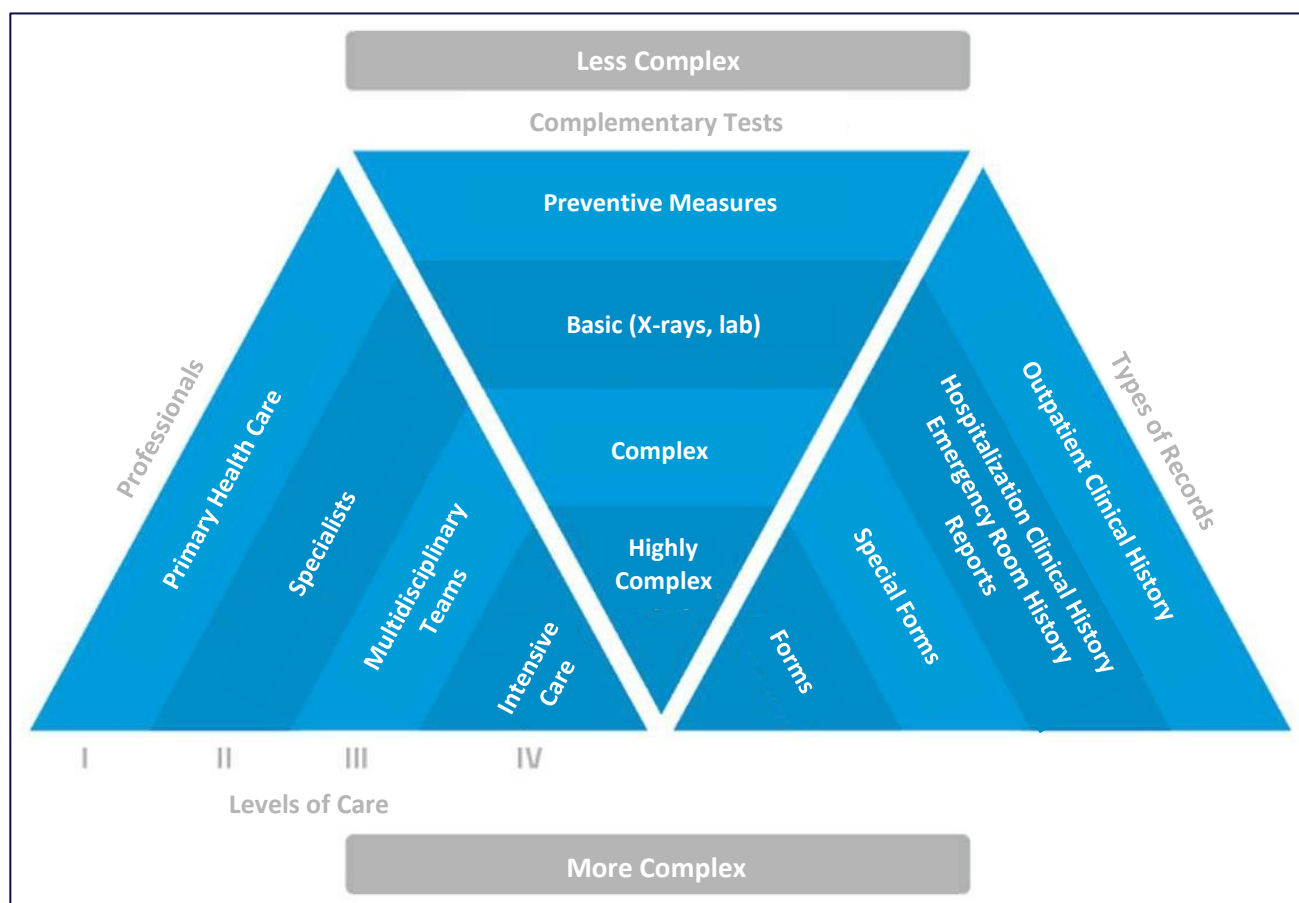 Less Complex
Complementary Tests
Preventive Measures
Basic (X-rays, lab)
Complex
Highly
Complex
Professionals
Primary Health Care
Specialists
Multidisciplinary
Teams
Intensive
Care
Forms
Special Forms
Hospitalization Clinical History
Emergency Room History
Reports
Outpatient Clinical History
Types of Records
I
II
III
IV
Levels of Care
More Complex